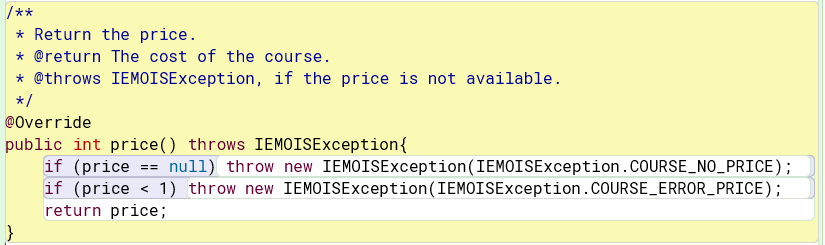 /**
 * Return the price.
 * @return The cost of the course.
 * @throws IEMOISException, if the price is not available.
 */
@Override
public int price() throws IEMOISException{
    if (price == null) throw new IEMOISException(IEMOISException.COURSE_NO_PRICE);
    if (price < 1) throw new IEMOISException(IEMOISException.COURSE_ERROR_PRICE);
    return price;
}